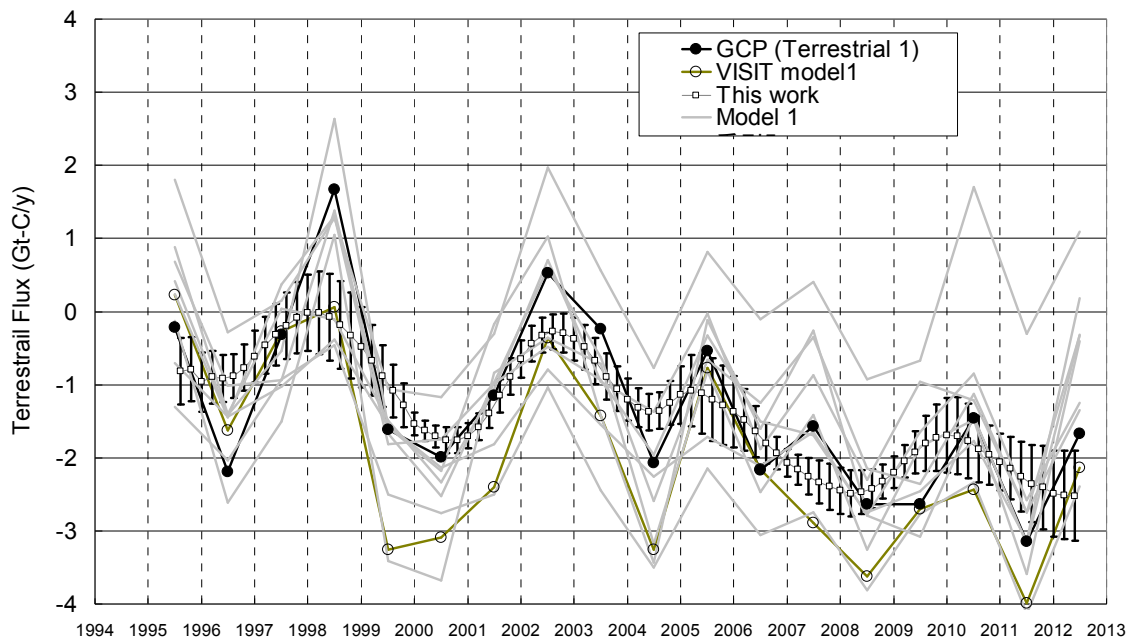 4
3
2
1
0
-1
-2
-3
-4
Terrestrail Flux (Gt-C/y)
GCP (Terrestrial 1)
VISIT model1
This work
Model 1
1994 1995 1996 1997 1998 1999 2000 2001 2002 2003 2004 2005 2006 2007 2008 2009 2010 2011 2012 2013